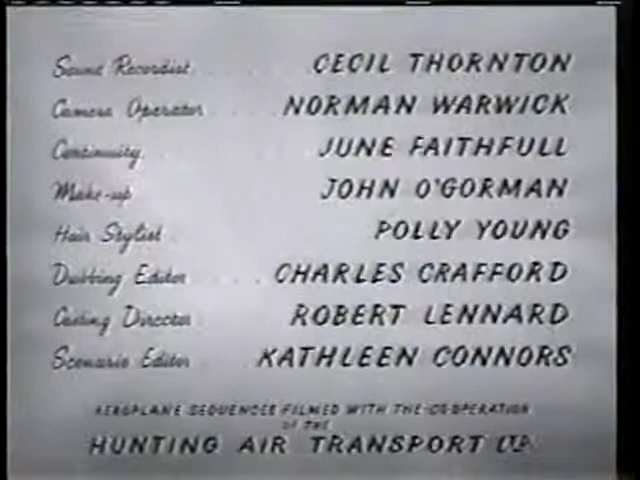 Sound Recordist . . . . CECIL THORNTON
Camera Operator . . . . NORMAN WARWICK
Continuity . . . JUNE FAITHFULL
Make-up JOHN O'GORMAN
Hair Stylist . POLLY YOUNG
Dubbing Editor . . . . CHARLES CRAFFORD
Casting Director . ROBERT LENNARD
Scenario Editor . . . KATHLEEN CONNORS
AEROPLANE SEQUENCES FILMED WITH THE CO-OPERATION
OF THE
HUNTING AIR TRANSPORT LTD.